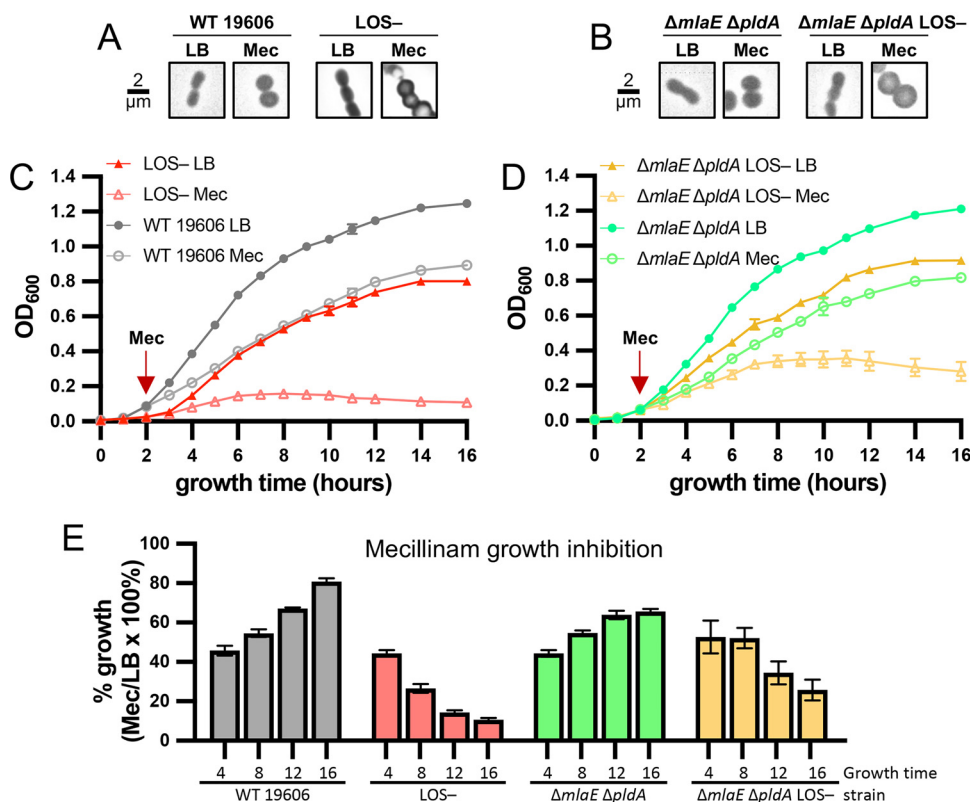 A
WT 19606
LOS–
LB
Mec
LB
Mec
2
μm
B
ΔmlaE ΔpldA
ΔmlaE ΔpldA LOS–
LB
Mec
LB
Mec
2
μm
C
LOS– LB
LOS– Mec
WT 19606 LB
WT 19606 Mec
1.4
1.2
1.0
0.8
0.6
0.4
0.2
0.0
OD600
Mec
0 2 4 6 8 10 12 14 16
growth time (hours)
D
ΔmlaE ΔpldA LOS– LB
ΔmlaE ΔpldA LOS– Mec
ΔmlaE ΔpldA LB
ΔmlaE ΔpldA Mec
1.4
1.2
1.0
0.8
0.6
0.4
0.2
0.0
OD600
Mec
0 2 4 6 8 10 12 14 16
growth time (hours)
E
Mecillinam growth inhibition
% growth
(Mec/LB x 100%)
100
80
60
40
20
0
4 8 12 16 4 8 12 16 4 8 12 16 4 8 12 16 Growth time
WT 19606 LOS– ΔmlaE ΔpldA ΔmlaE ΔpldA LOS– strain